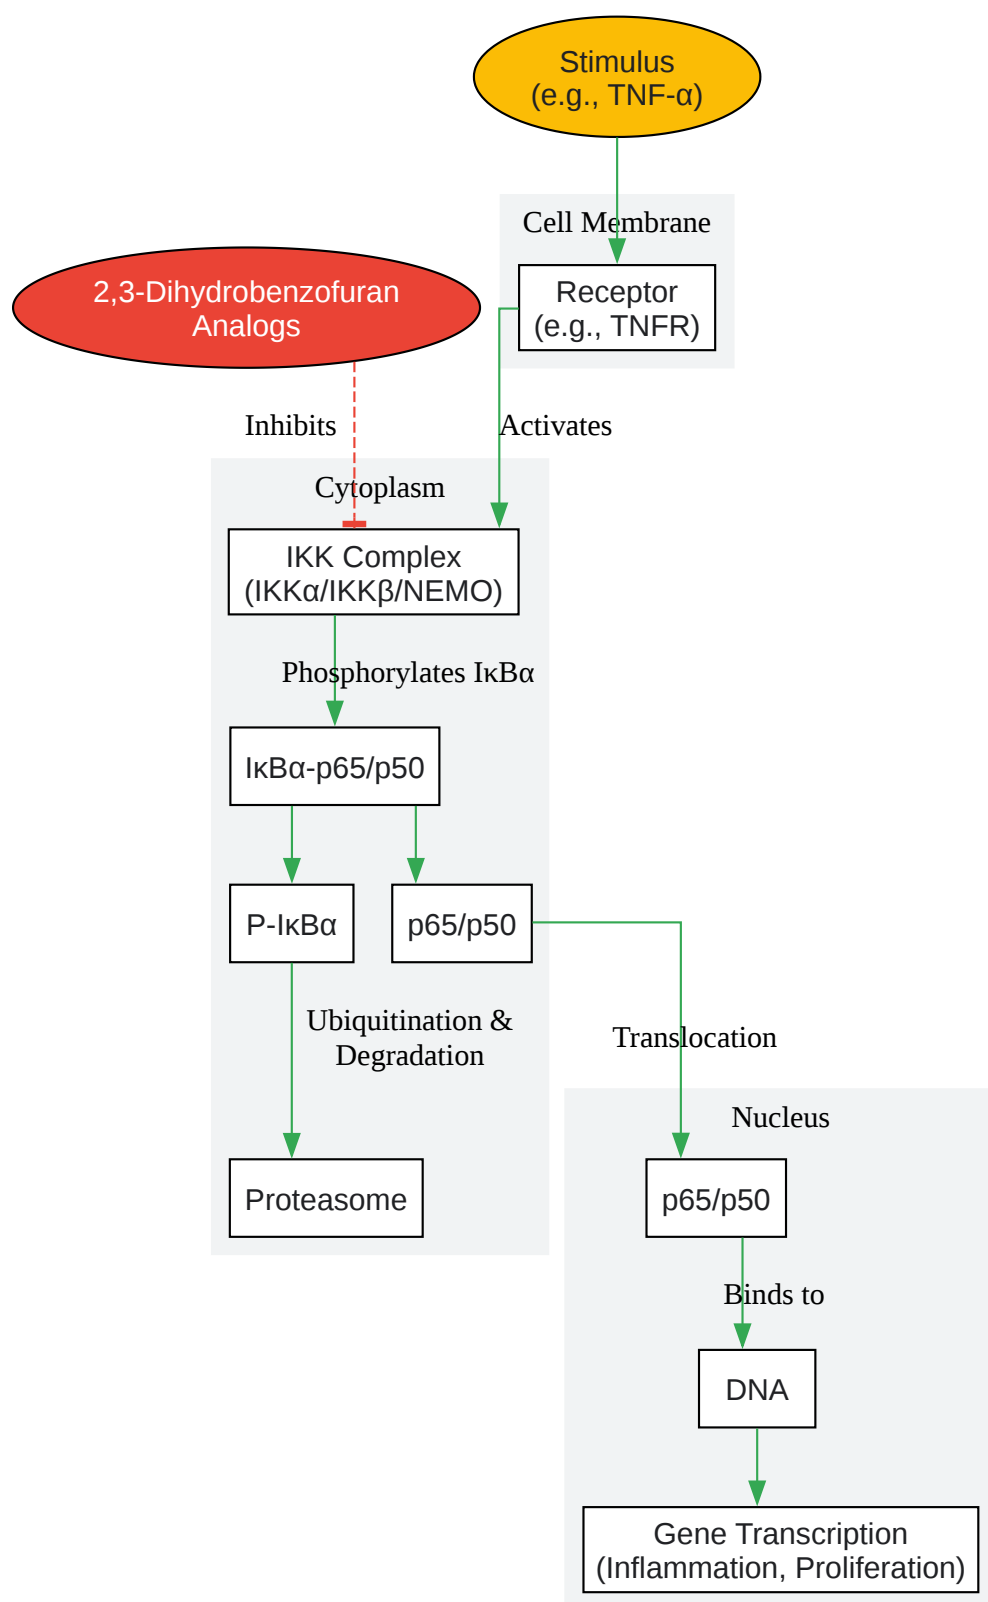 Stimulus
(e.g., TNF-α)
Cell Membrane
2,3-Dihydrobenzofuran
Analogs
Receptor
(e.g., TNFR)
Inhibits
Activates
Cytoplasm
IKK Complex
(IKKα/IKKβ/NEMO)
Phosphorylates IκBα
IκBα-p65/p50
P-IκBα
p65/p50
Ubiquitination &
Degradation
Translocation
Nucleus
Proteasome
p65/p50
Binds to
DNA
Gene Transcription
(Inflammation, Proliferation)